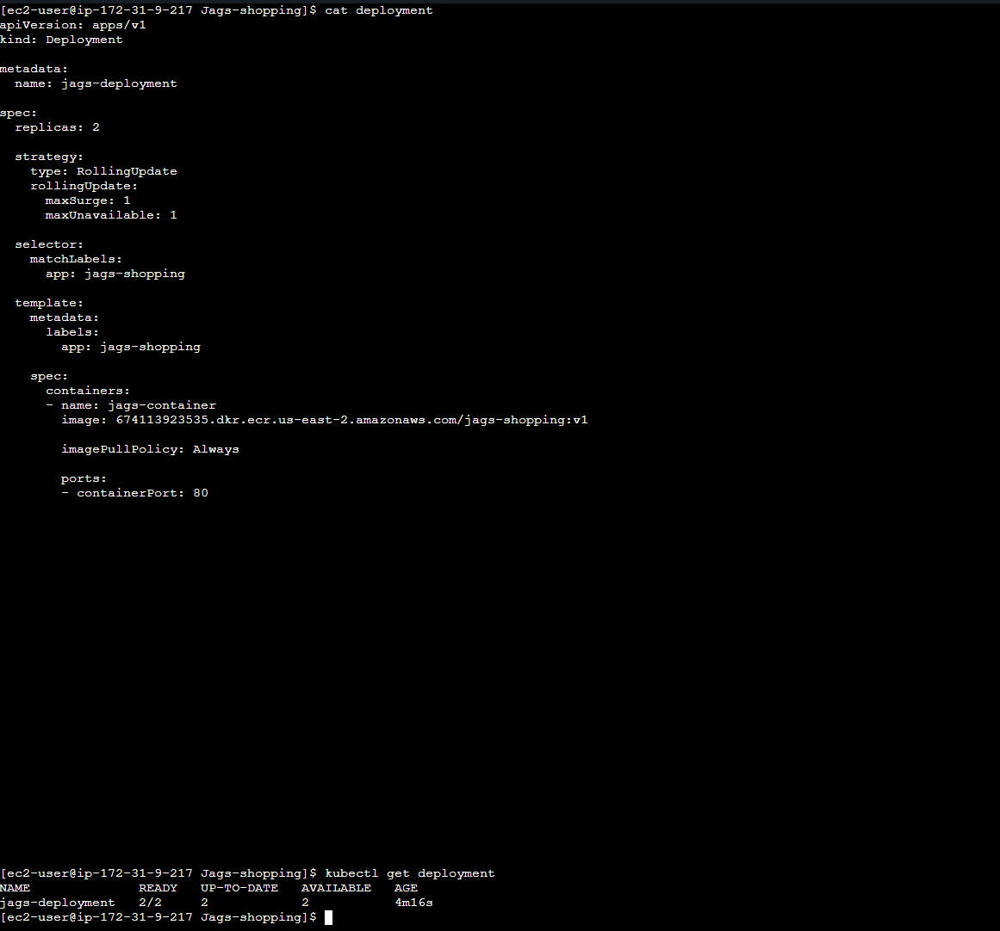 [ec2-user@ip-172-31-9-217 Jags-shopping]$ cat deployment
apiVersion: apps/v1
kind: Deployment
metadata:
  name: jags-deployment
spec:
  replicas: 2
  strategy:
    type: RollingUpdate
    rollingUpdate:
      maxSurge: 1
      maxUnavailable: 1
  selector:
    matchLabels:
      app: jags-shopping
  template:
    metadata:
      labels:
        app: jags-shopping
    spec:
      containers:
      - name: jags-container
        image: 674113923535.dkr.ecr.us-east-2.amazonaws.com/jags-shopping:v1
        imagePullPolicy: Always
        ports:
        - containerPort: 80
[ec2-user@ip-172-31-9-217 Jags-shopping]$ kubectl get deployment
NAME              READY   UP-TO-DATE   AVAILABLE   AGE
jags-deployment   2/2     2            2           4m16s
[ec2-user@ip-172-31-9-217 Jags-shopping]$